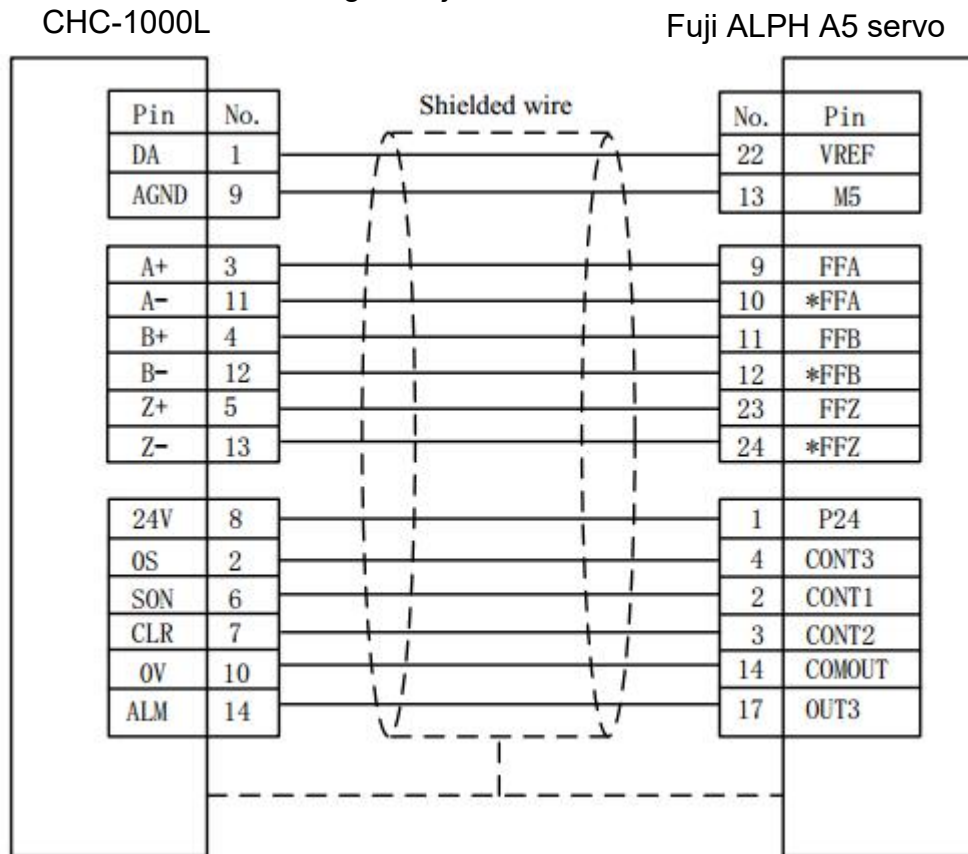 CHC-1000L
Fuji ALPH A5 servo
Shielded wire
Pin No. No. Pin
DA 1 22 VREF
AGND 9 13 M5
A+ 3 9 FFA
A- 11 10 *FFA
B+ 4 11 FFB
B- 12 12 *FFB
Z+ 5 23 FFZ
Z- 13 24 *FFZ
24V 8 1 P24
OS 2 4 CONT3
SON 6 2 CONT1
CLR 7 3 CONT2
0V 10 14 COMOUT
ALM 14 17 OUT3